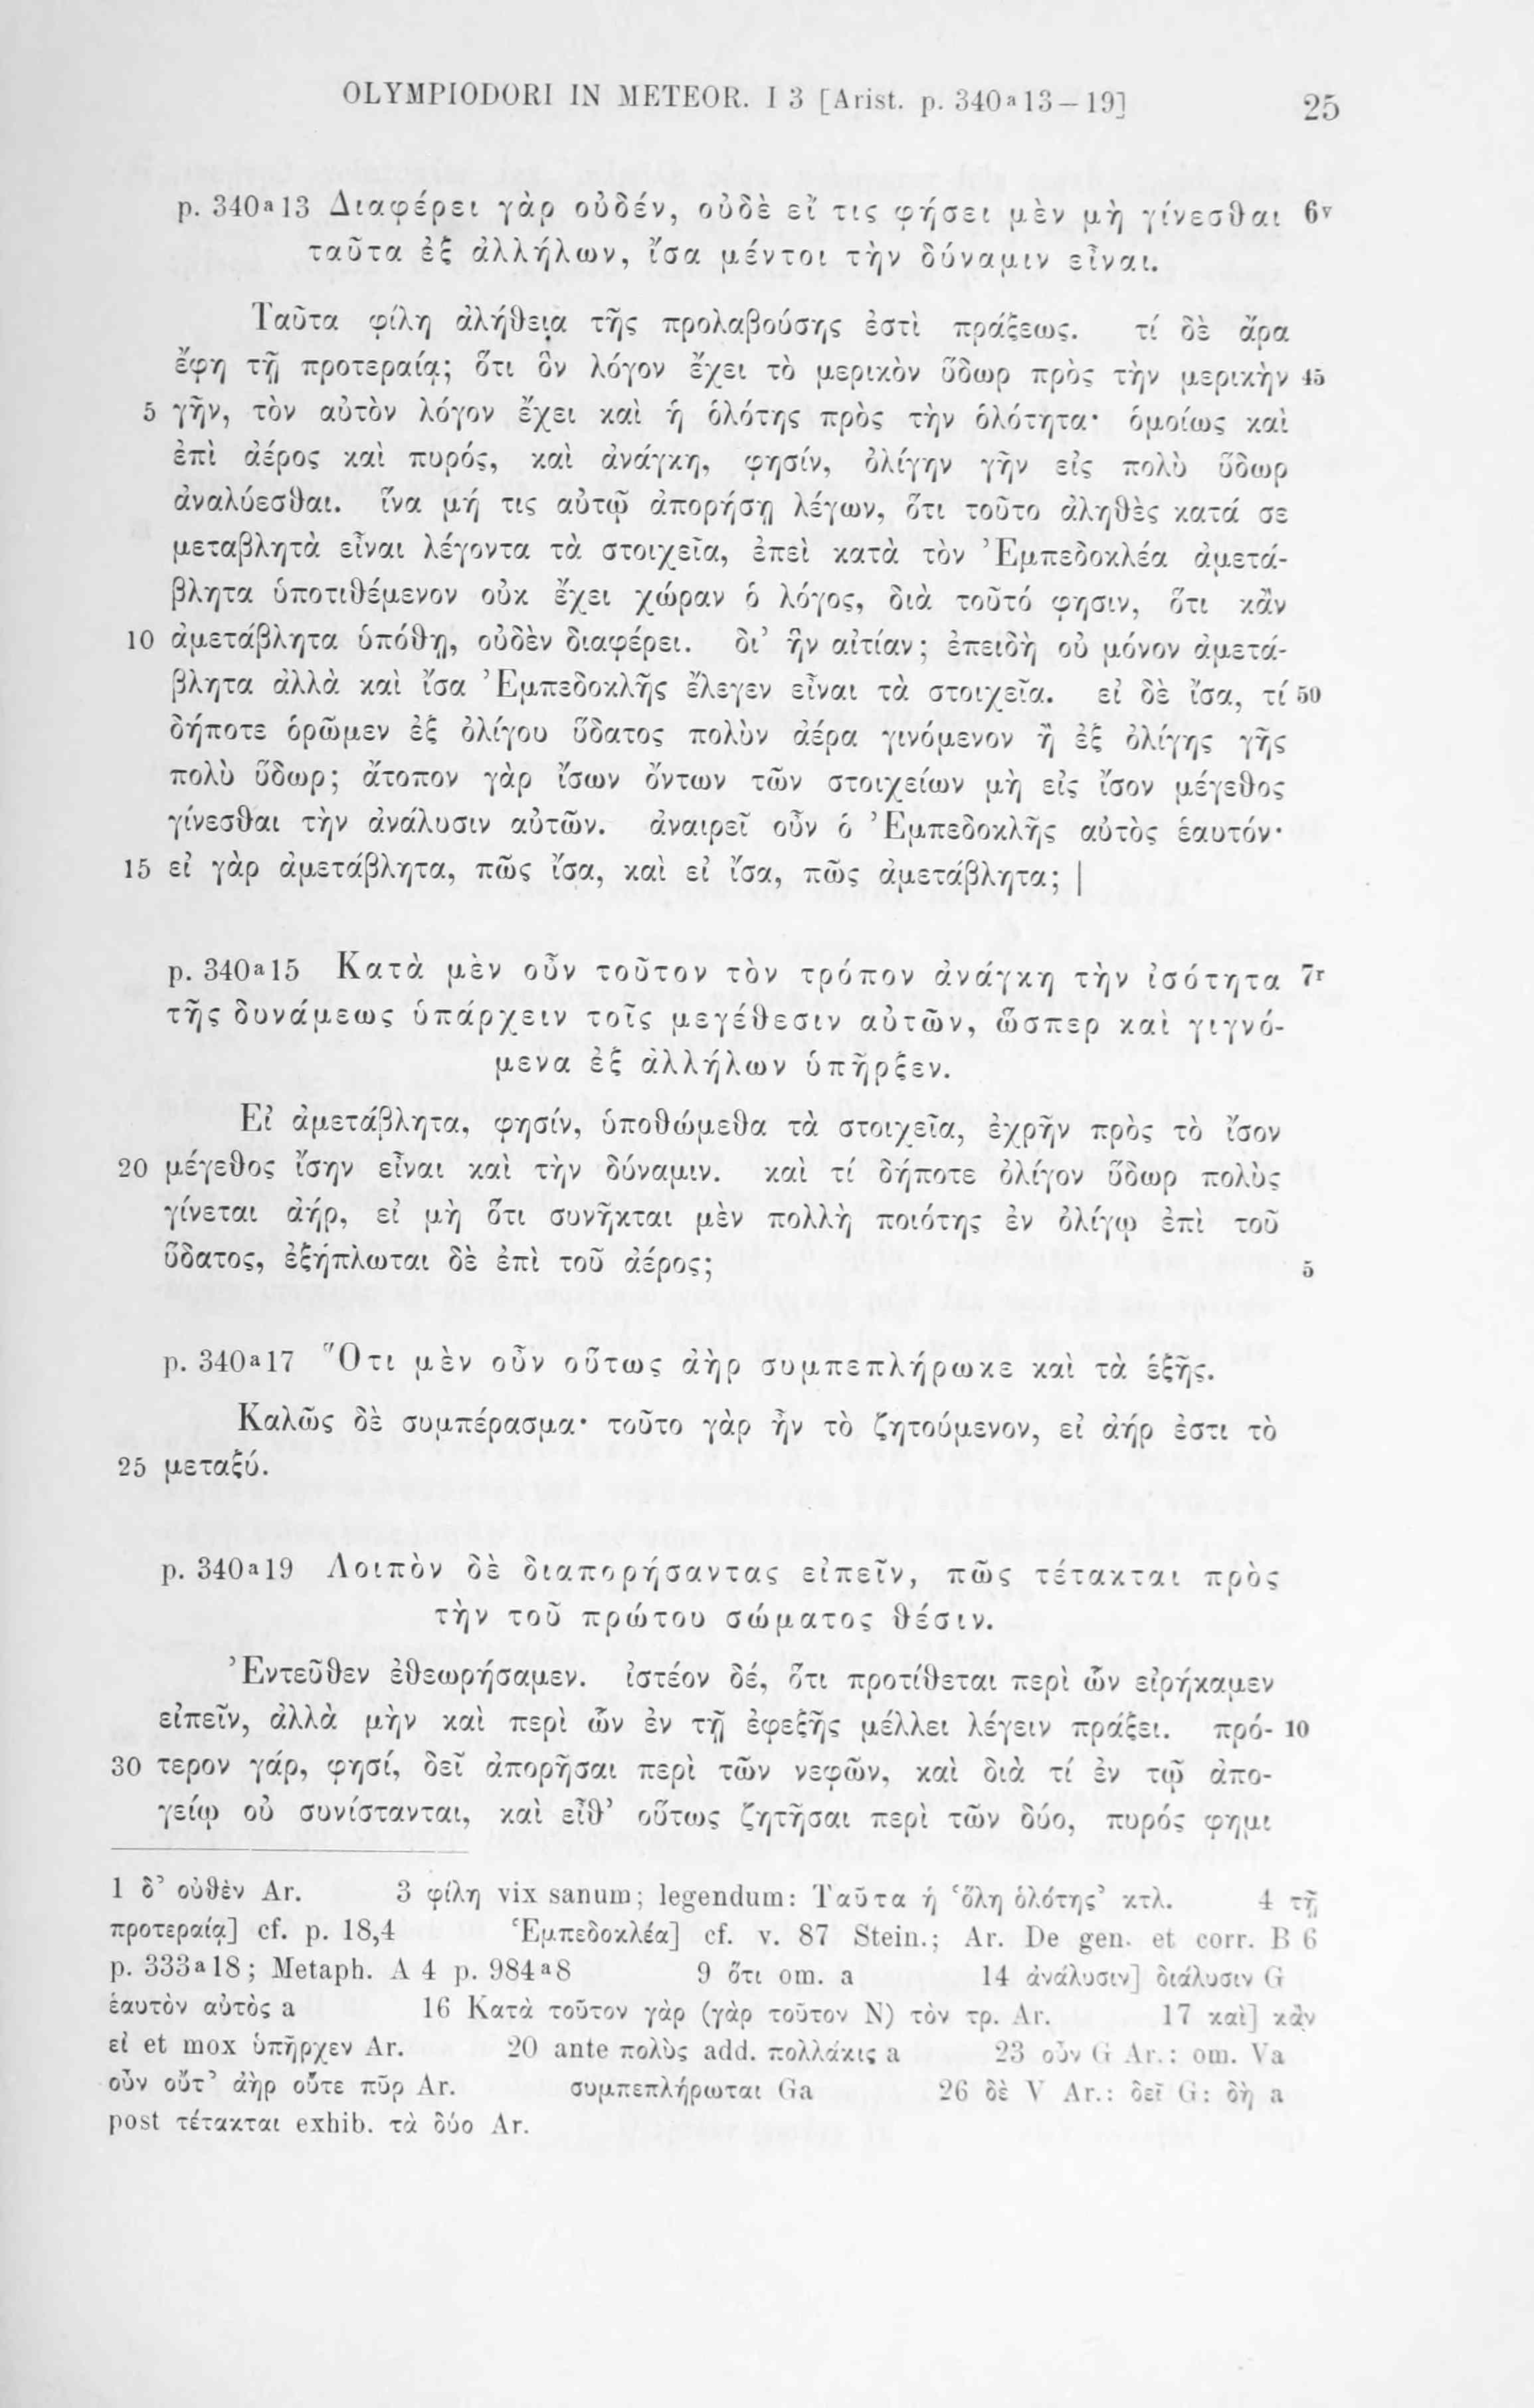 OLYMPIODORI IN METEOR. I 3 [Arist. p. 340ᵃ13—19] 25
p. 340ᵃ13 Διαφέρει γὰρ οὐδέν, οὐδὲ εἴ τις φήσει μὲν μὴ γίνεσθαι 6ᵛ
ταῦτα ἐξ ἀλλήλων, ἴσα μέντοι τὴν δύναμιν εἶναι.
Ταῦτα φίλη ἀλήθεια τῆς προλαβούσης ἐστὶ πράξεως. τί δὲ ἄρα
ἔφη τῇ προτεραίᾳ; ὅτι ὃν λόγον ἔχει τὸ μερικὸν ὕδωρ πρὸς τὴν μερικὴν 45
5 γῆν, τὸν αὐτὸν λόγον ἔχει καὶ ἡ ὁλότης πρὸς τὴν ὁλότητα· ὁμοίως καὶ
ἐπὶ ἀέρος καὶ πυρός, καὶ ἀνάγκη, φησίν, ὀλίγην γῆν εἰς πολὺ ὕδωρ
ἀναλύεσθαι. ἵνα μή τις αὐτῷ ἀπορήσῃ λέγων, ὅτι τοῦτο ἀληθὲς κατά σε
μεταβλητὰ εἶναι λέγοντα τὰ στοιχεῖα, ἐπεὶ κατὰ τὸν Ἐμπεδοκλέα ἀμετά-
βλητα ὑποτιθέμενον οὐκ ἔχει χώραν ὁ λόγος, διὰ τοῦτό φησιν, ὅτι κἂν
10 ἀμετάβλητα ὑπόθῃ, οὐδὲν διαφέρει. δι’ ἣν αἰτίαν; ἐπειδὴ οὐ μόνον ἀμετά-
βλητα ἀλλὰ καὶ ἴσα Ἐμπεδοκλῆς ἔλεγεν εἶναι τὰ στοιχεῖα. εἰ δὲ ἴσα, τί 50
δήποτε ὁρῶμεν ἐξ ὀλίγου ὕδατος πολὺν ἀέρα γινόμενον ἢ ἐξ ὀλίγης γῆς
πολὺ ὕδωρ; ἄτοπον γὰρ ἴσων ὄντων τῶν στοιχείων μὴ εἰς ἴσον μέγεθος
γίνεσθαι τὴν ἀνάλυσιν αὐτῶν. ἀναιρεῖ οὖν ὁ Ἐμπεδοκλῆς αὐτὸς ἑαυτόν·
15 εἰ γὰρ ἀμετάβλητα, πῶς ἴσα, καὶ εἰ ἴσα, πῶς ἀμετάβλητα; |
p. 340ᵃ15 Κατὰ μὲν οὖν τοῦτον τὸν τρόπον ἀνάγκη τὴν ἰσότητα 7ʳ
τῆς δυνάμεως ὑπάρχειν τοῖς μεγέθεσιν αὐτῶν, ὥσπερ καὶ γιγνό-
μενα ἐξ ἀλλήλων ὑπῆρξεν.
Εἰ ἀμετάβλητα, φησίν, ὑποθώμεθα τὰ στοιχεῖα, ἐχρῆν πρὸς τὸ ἴσον
20 μέγεθος ἴσην εἶναι καὶ τὴν δύναμιν. καὶ τί δήποτε ὀλίγον ὕδωρ πολὺς
γίνεται ἀήρ, εἰ μὴ ὅτι συνῆκται μὲν πολλὴ ποιότης ἐν ὀλίγῳ ἐπὶ τοῦ
ὕδατος, ἐξήπλωται δὲ ἐπὶ τοῦ ἀέρος; 5
p. 340ᵃ17 Ὅτι μὲν οὖν οὕτως ἀὴρ συμπεπλήρωκε καὶ τὰ ἑξῆς.
Καλῶς δὲ συμπέρασμα· τοῦτο γὰρ ἦν τὸ ζητούμενον, εἰ ἀήρ ἐστι τὸ
25 μεταξύ.
p. 340ᵃ19 Λοιπὸν δὲ διαπορήσαντας εἰπεῖν, πῶς τέτακται πρὸς
τὴν τοῦ πρώτου σώματος θέσιν.
Ἐντεῦθεν ἐθεωρήσαμεν. ἰστέον δέ, ὅτι προτίθεται περὶ ὧν εἰρήκαμεν
εἰπεῖν, ἀλλὰ μὴν καὶ περὶ ὧν ἐν τῇ ἐφεξῆς μέλλει λέγειν πράξει. πρό- 10
30 τερον γάρ, φησί, δεῖ ἀπορῆσαι περὶ τῶν νεφῶν, καὶ διὰ τί ἐν τῷ ἀπο-
γείῳ οὐ συνίστανται, καὶ εἶθ’ οὕτως ζητῆσαι περὶ τῶν δύο, πυρός φημι
1 δ’ οὐθὲν Ar. 3 φίλη vix sanum; legendum: Ταῦτα ἡ ‘ὅλη ὁλότης’ κτλ. 4 τῇ
προτεραίᾳ] cf. p. 18,4 Ἐμπεδοκλέα] cf. v. 87 Stein.; Ar. De gen. et corr. B 6
p. 333ᵃ18; Metaph. A 4 p. 984ᵃ8 9 ὅτι om. a 14 ἀνάλυσιν] διάλυσιν G
ἑαυτὸν αὐτὸς a 16 Κατὰ τοῦτον γὰρ (γὰρ τοῦτον N) τὸν τρ. Ar. 17 καὶ] κἂν
εἰ et mox ὑπῆρχεν Ar. 20 ante πολὺς add. πολλάκις a 23 οὖν G Ar.: om. Va
οὖν οὔτ’ ἀὴρ οὔτε πῦρ Ar. συμπεπλήρωται Ga 26 δὲ V Ar.: δεῖ G: δὴ a
post τέτακται exhib. τὰ δύο Ar.